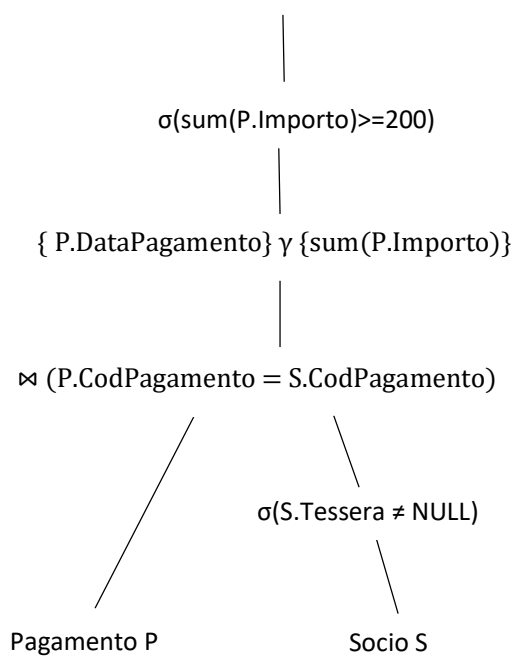 σ(sum(P.Importo)>=200)
{ P.DataPagamento} γ {sum(P.Importo)}
⋈ (P.CodPagamento = S.CodPagamento)
σ(S.Tessera ≠ NULL)
Pagamento P Socio S